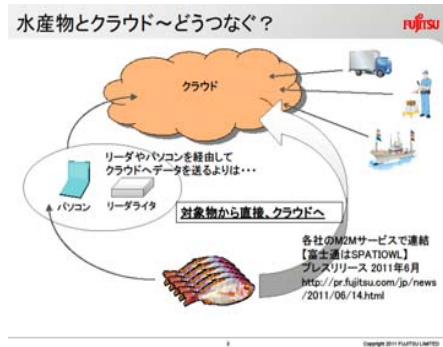 水産物とクラウド～どうつなぐ？
FUJITSU
クラウド
リーダやパソコンを経由して
クラウドへデータを送るよりは・・・
パソコン
リーダライタ
対象物から直接、クラウドへ
各社のM2Mサービスで連結
【富士通はSPATIOWL】
プレスリリース 2011年6月
http://pr.fujitsu.com/jp/news
/2011/06/14.html
Copyright 2011 FUJITSU LIMITED